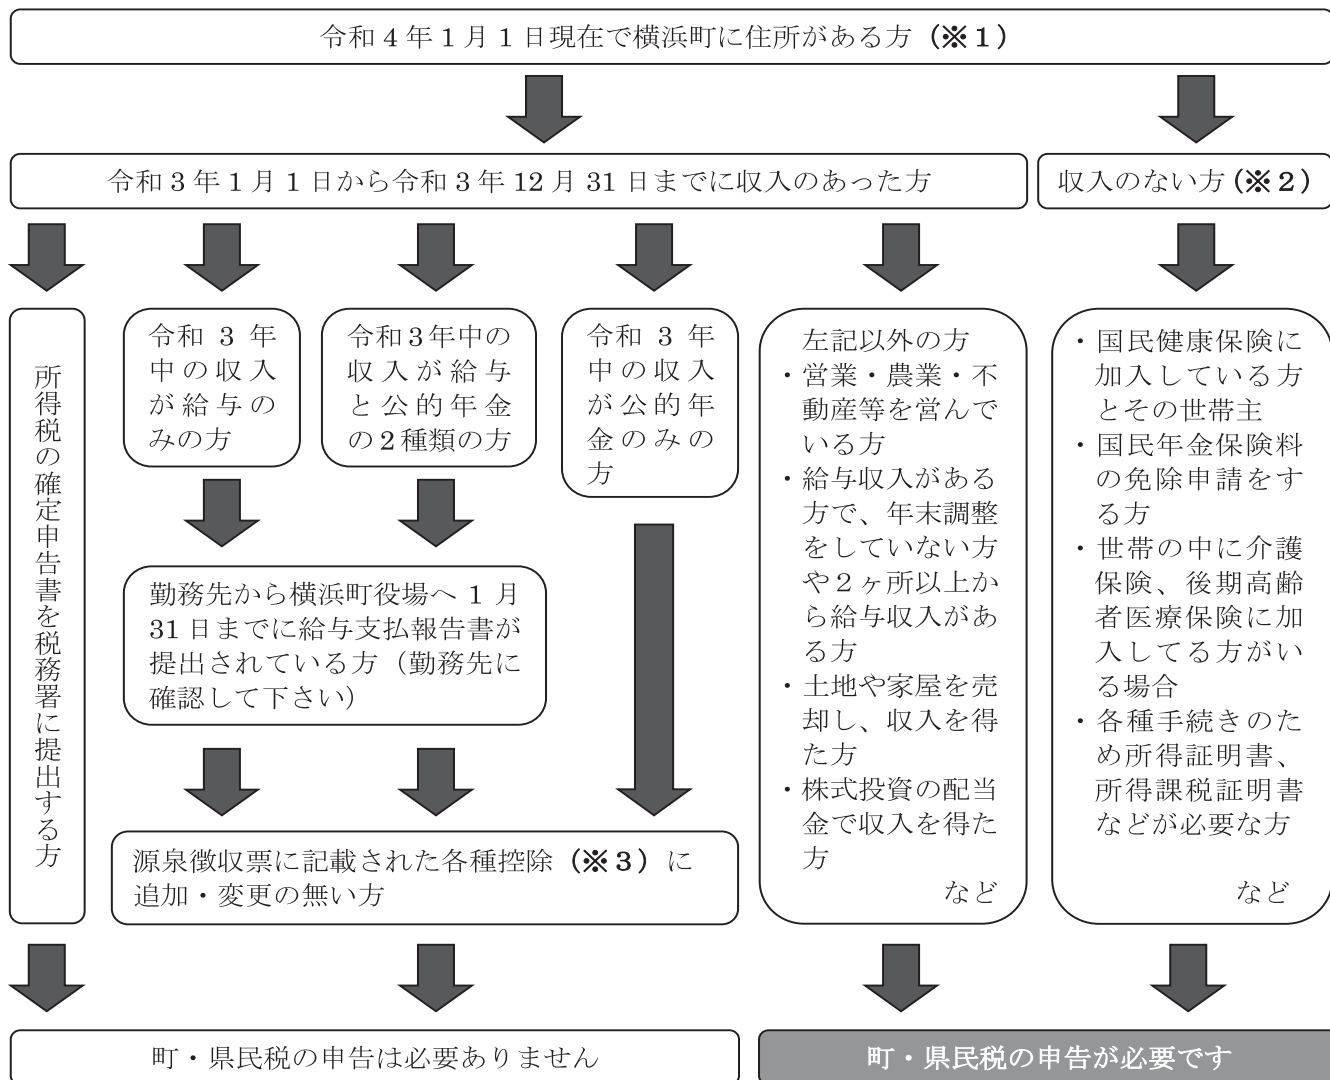 令和４年１月１日現在で横浜町に住所がある方（※１）
令和３年１月１日から令和３年12月31日までに収入のあった方
収入のない方（※２）
所得税の確定申告書を税務署に提出する方
令和３年
中の収入
が給与の
みの方
令和３年中の
収入が給与
と公的年金
の２種類の方
令和３年
中の収入
が公的年
金のみの
方
勤務先から横浜町役場へ１月
31日までに給与支払報告書が
提出されている方（勤務先に
確認して下さい）
源泉徴収票に記載された各種控除（※３）に
追加・変更の無い方
左記以外の方
・営業・農業・不
動産等を営んで
いる方
・給与収入がある
方で、年末調整
をしていない方
や２ヶ所以上か
ら給与収入があ
る方
・土地や家屋を売
却し、収入を得
た方
・株式投資の配当
金で収入を得た
方
など
・国民健康保険に
加入している方
とその世帯主
・国民年金保険料
の免除申請をす
る方
・世帯の中に介護
保険、後期高齢
者医療保険に加
入してる方がい
る場合
・各種手続きのた
め所得証明書、
所得課税証明書
などが必要な方
など
町・県民税の申告は必要ありません
町・県民税の申告が必要です